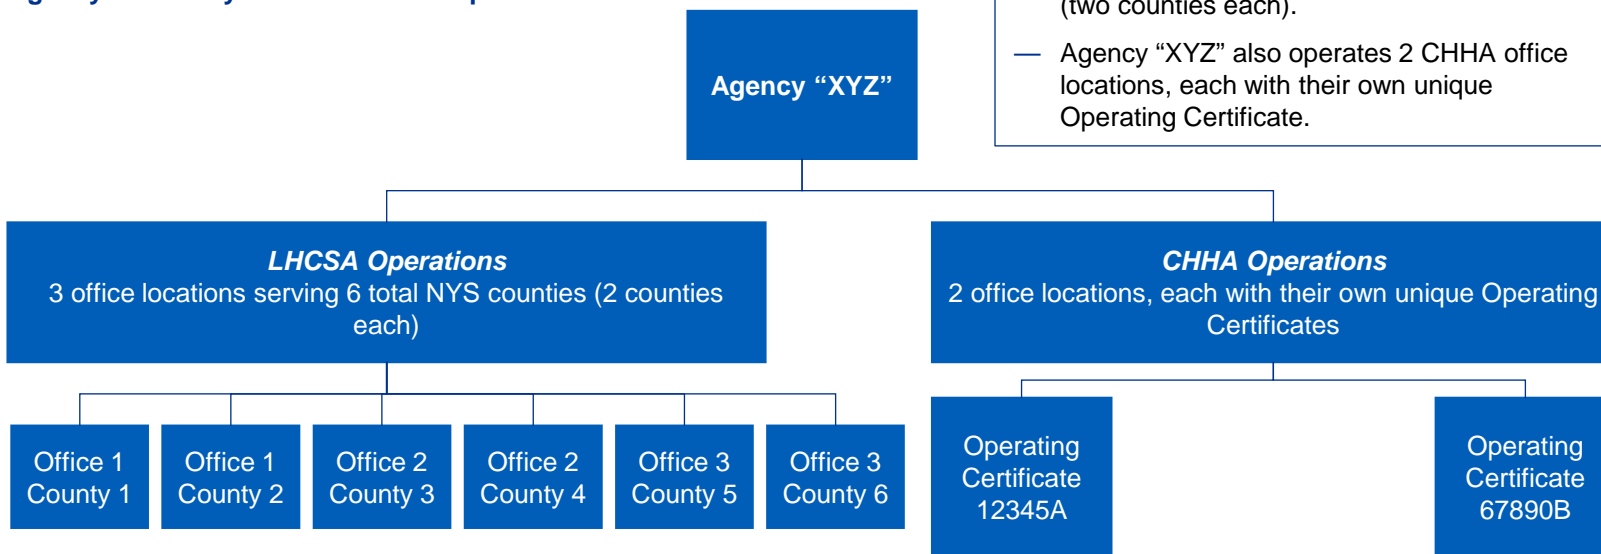 (two counties each).
— Agency “XYZ” also operates 2 CHHA office
locations, each with their own unique
Operating Certificate.
Agency “XYZ”
LHCSA Operations
3 office locations serving 6 total NYS counties (2 counties
each)
CHHA Operations
2 office locations, each with their own unique Operating
Certificates
Office 1
County 1
Office 1
County 2
Office 2
County 3
Office 2
County 4
Office 3
County 5
Office 3
County 6
Operating
Certificate
12345A
Operating
Certificate
67890B